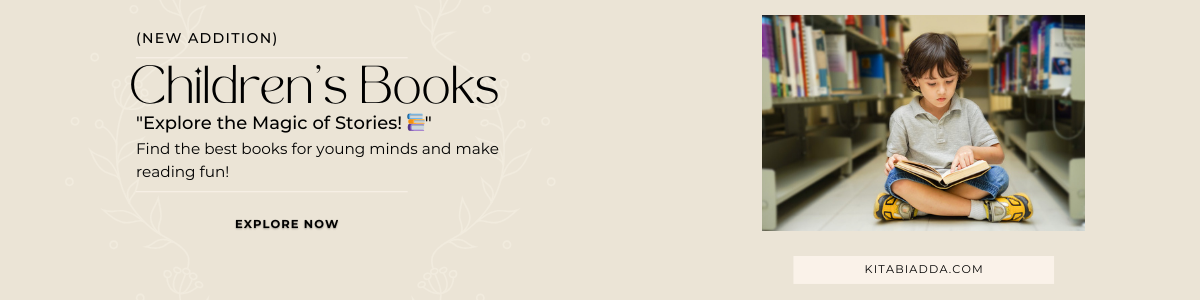 (NEW ADDITION)
Children's Books
"Explore the Magic of Stories! 📚"
Find the best books for young minds and make
reading fun!
EXPLORE NOW
KITABIADDA.COM